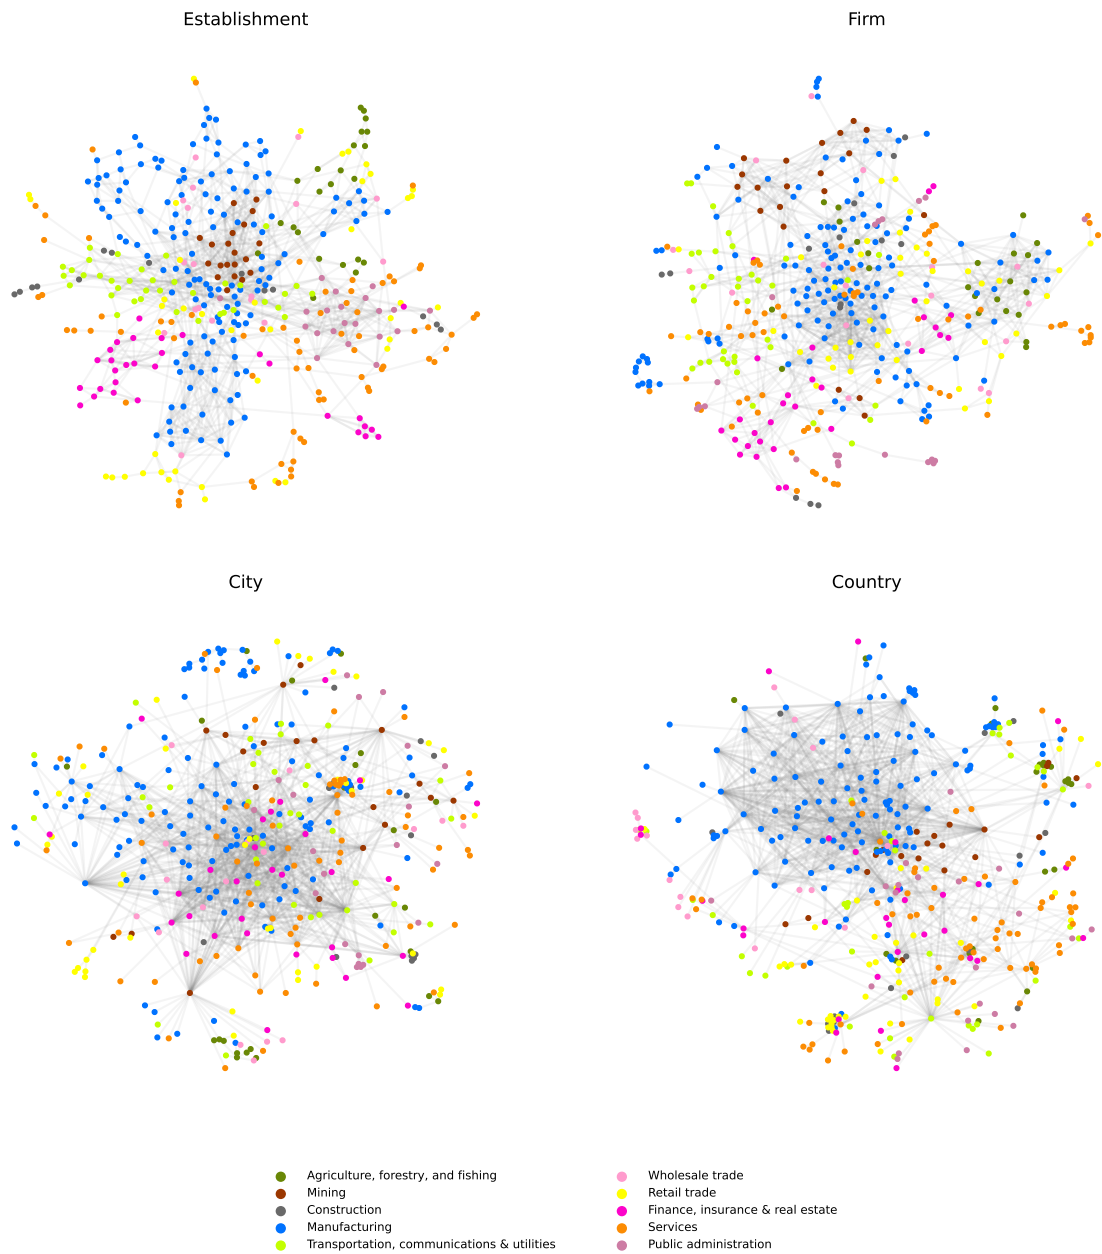 Establishment
Firm
City
Country
Agriculture, forestry, and fishing
Mining
Construction
Manufacturing
Transportation, communications & utilities
Wholesale trade
Retail trade
Finance, insurance & real estate
Services
Public administration